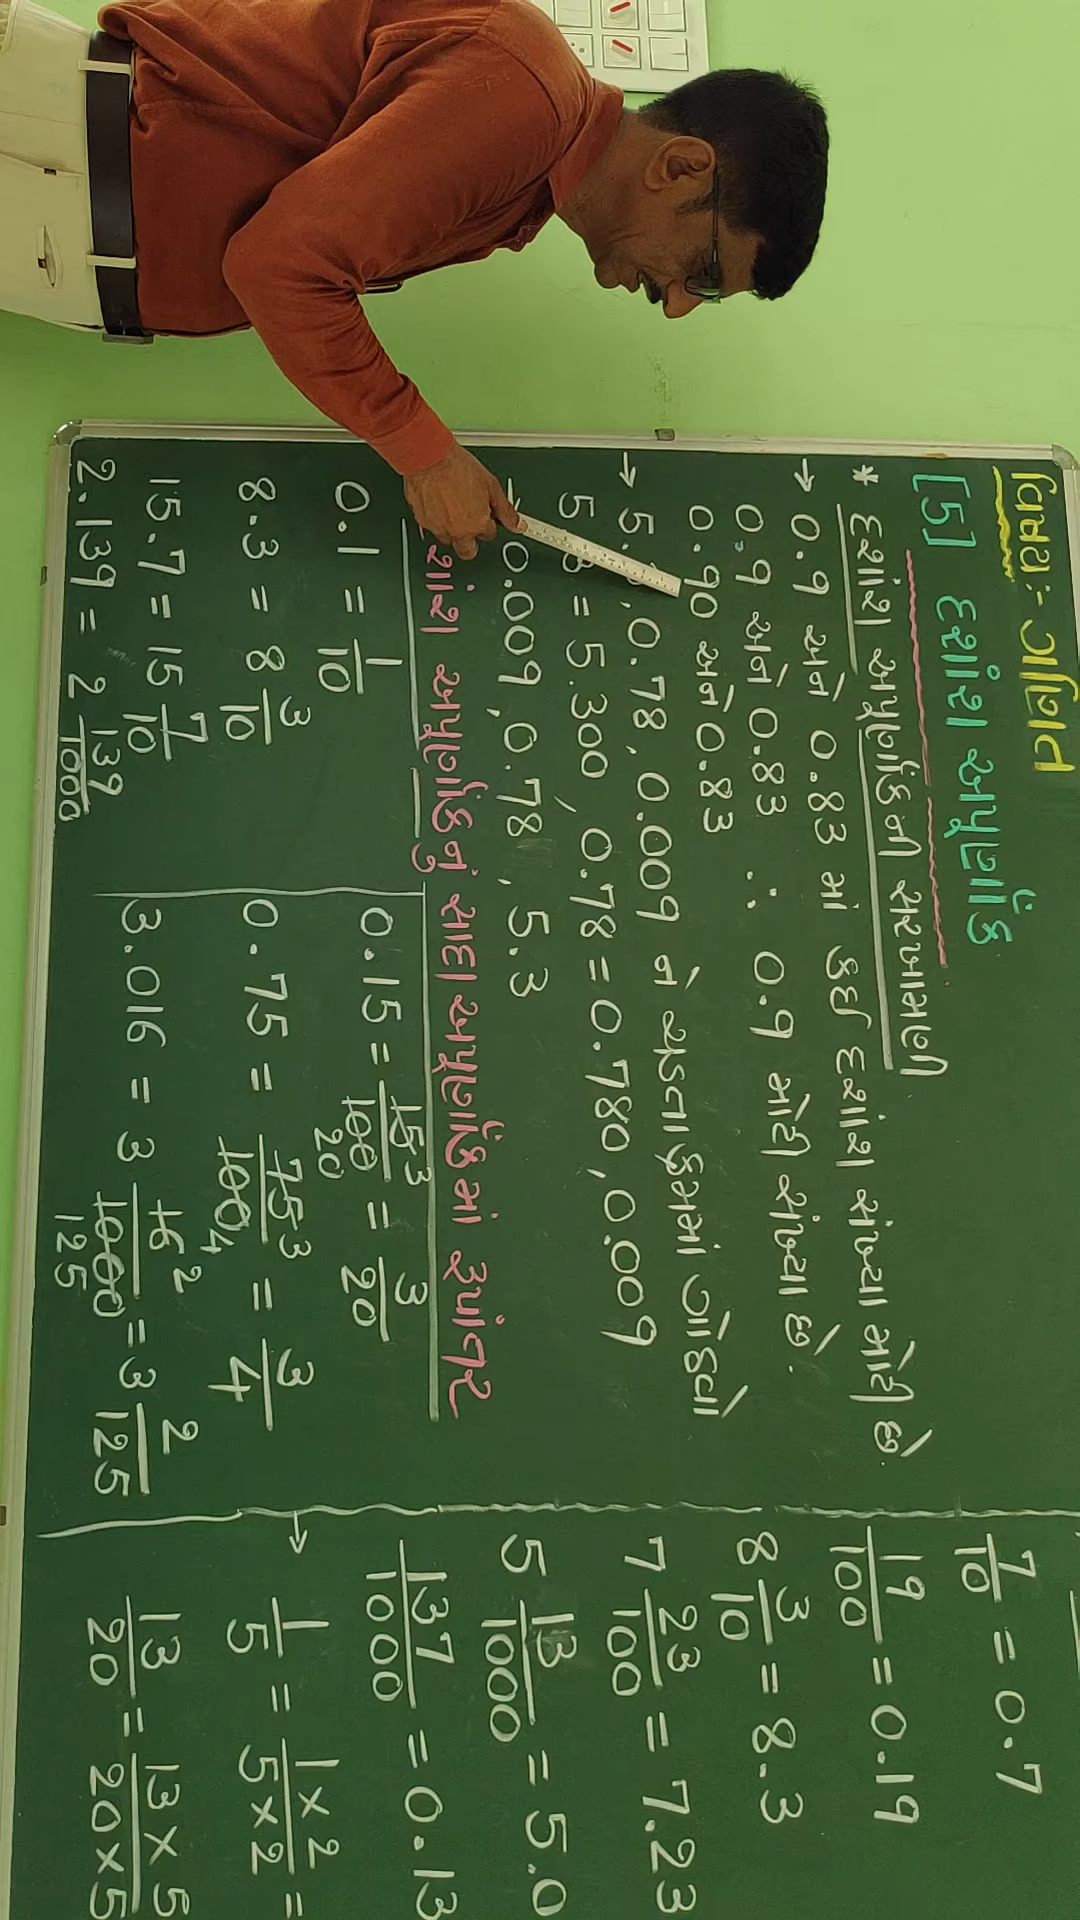 વિષય:- ગણિત
[5] દશાંશ અપૂર્ણાંક
* દશાંશ અપૂર્ણાંકની સરખામણી
→ 0.9 અને 0.83 માં કઈ દશાંશ સંખ્યા મોટી છે.
0.9 અને 0.83 ∴ 0.9 મોટી સંખ્યા છે.
0.90 અને 0.83
→ 5. , 0.78, 0.009 ને ચડતા ક્રમમાં ગોઠવો
5. = 5.300, 0.78 = 0.780, 0.009
0.009, 0.78, 5.3
શાંશ અપૂર્ણાંકનું સાદા અપૂર્ણાંકમાં રૂપાંતર
0.1 = 1/10
8.3 = 8 3/10
15.7 = 15 7/10
2.139 = 2 139/1000
0.15 = 15 3/100 20 = 3/20
0.75 = 75 3/100 4 = 3/4
3.016 = 3 16 2/1000 125 = 3 2/125
7/10 = 0.7
19/100 = 0.19
8 3/10 = 8.3
7 23/100 = 7.23
5 13/1000 = 5.0
137/1000 = 0.13
→ 1/5 = 1×2/5×2 =
13/20 = 13×5/20×5